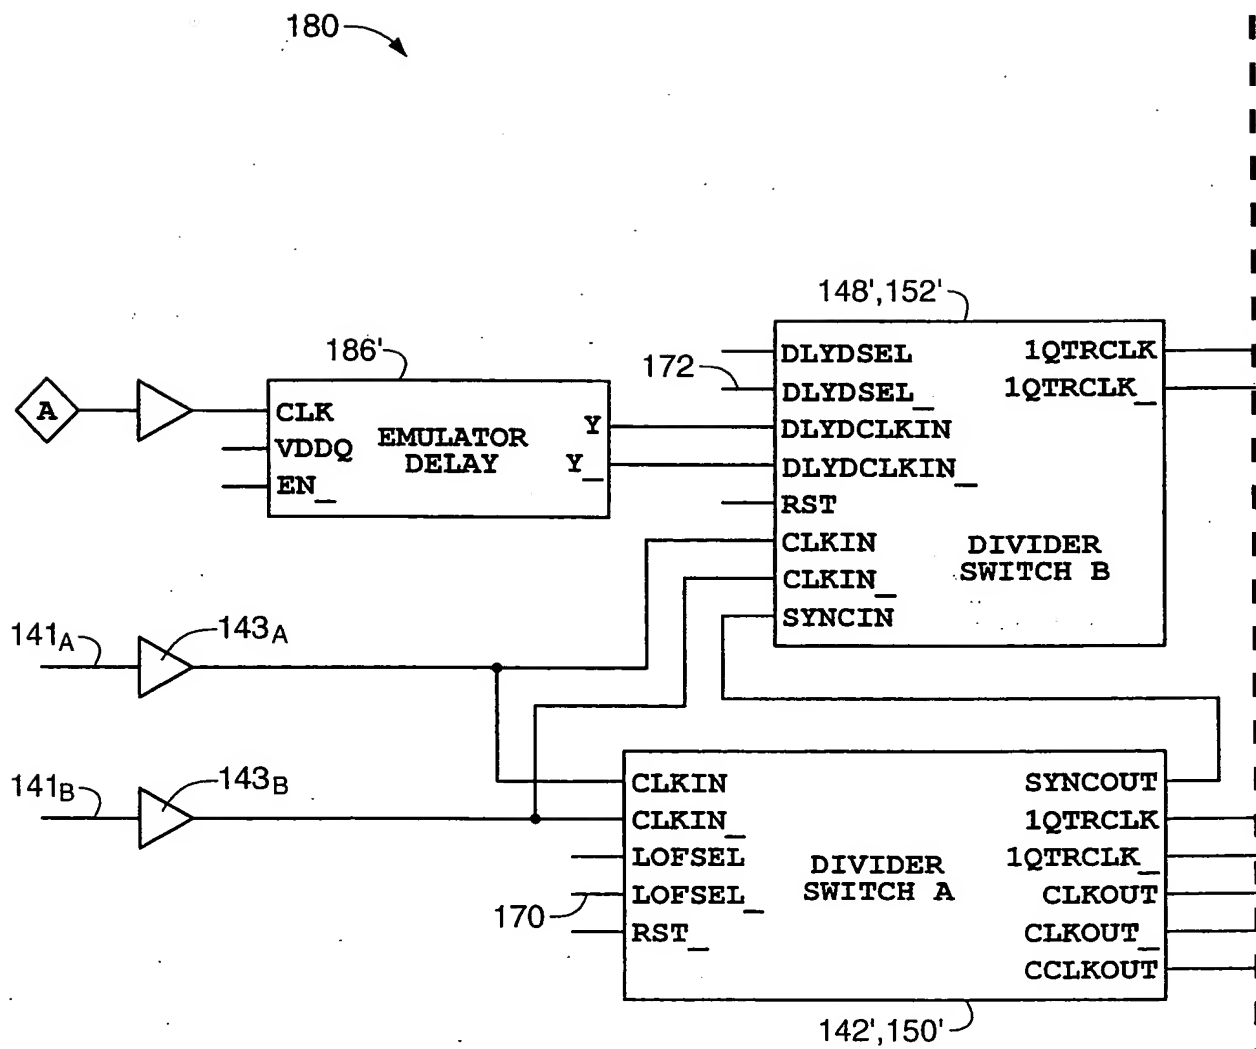 180
148',152'
186'
172
A
CLK
VDDQ
EN_
EMULATOR
DELAY
Y
Y_
DLYDSEL
DLYDSEL_
DLYDCLKIN
DLYDCLKIN_
RST
CLKIN
CLKIN_
SYNCIN
1QTRCLK
1QTRCLK_
DIVIDER
SWITCH B
141A
143A
141B
143B
CLKIN
CLKIN_
LOFSEL
LOFSEL_
RST_
170
DIVIDER
SWITCH A
SYNCOUT
1QTRCLK
1QTRCLK_
CLKOUT
CLKOUT_
CCLKOUT
142',150'